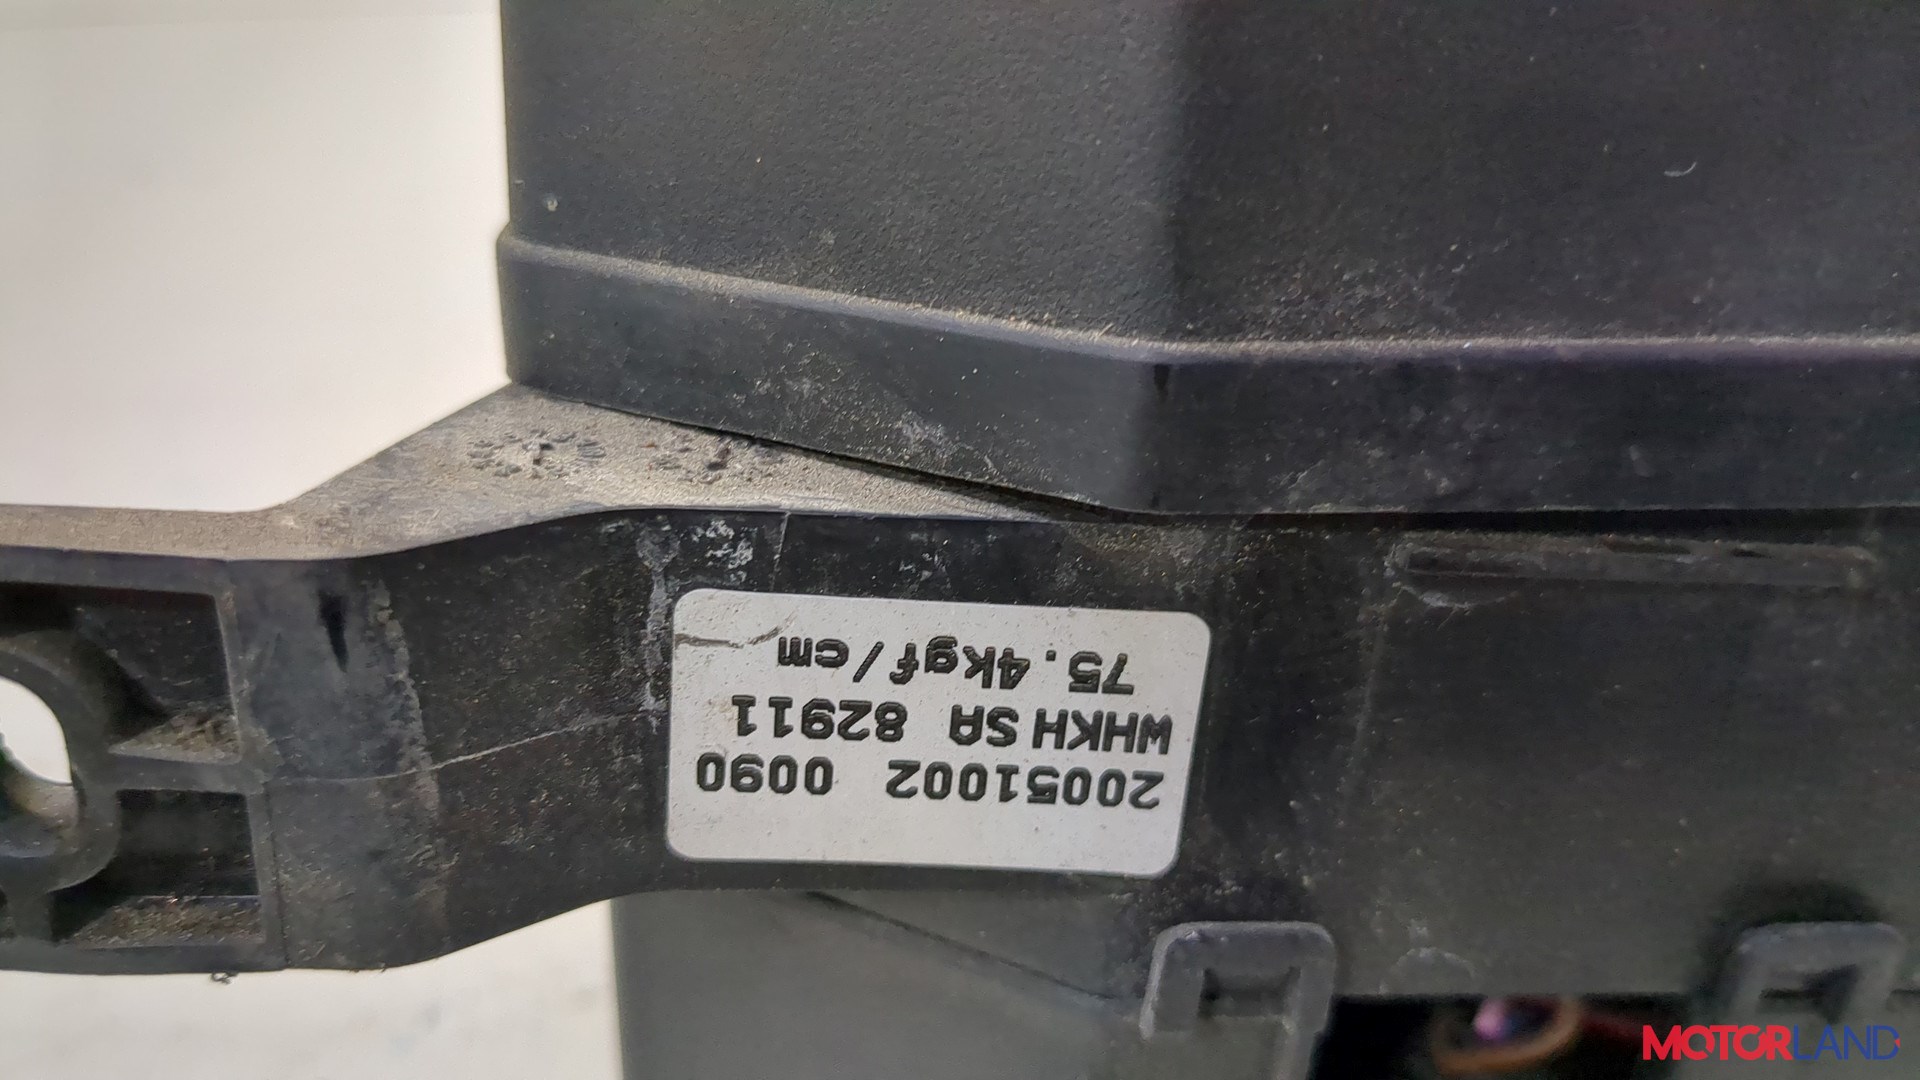 20051002 0090
WHKH SA 82911
75.4kgf/cm
MOTORLAND